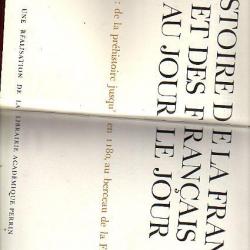 STOIRE DE LA FRAN
ET DES FRANÇAIS
AU JOUR LE JOUR
: de la préhistoire jusqu' en 1180, au berceau de la F
UNE RÉALISATION DE LA LIBRAIRIE ACADÉMIQUE PERRIN